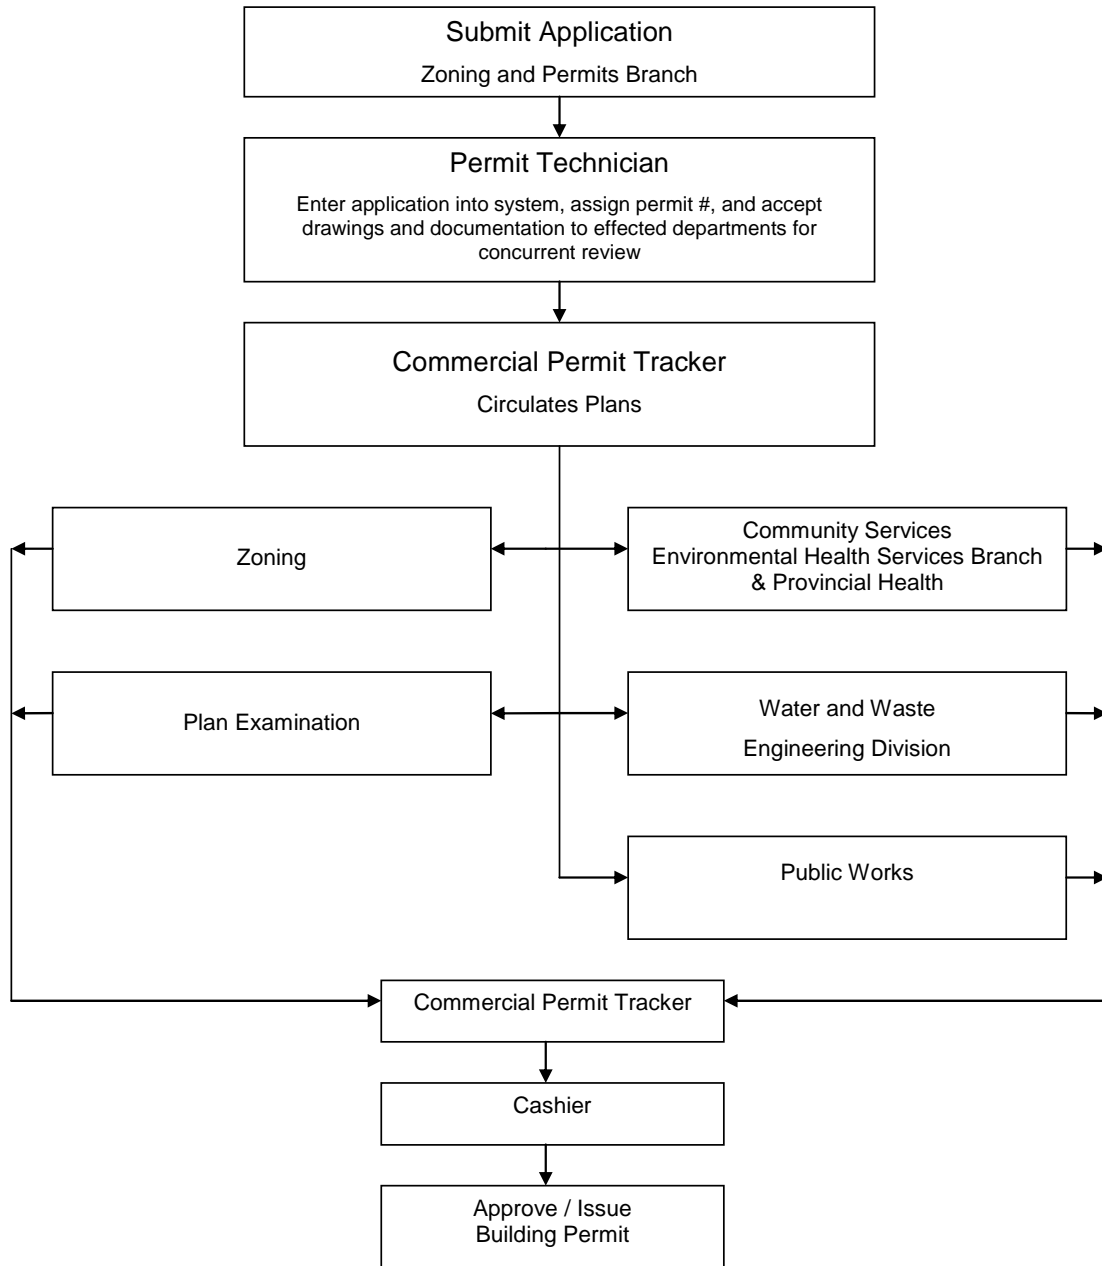 Submit Application
Zoning and Permits Branch
Permit Technician
Enter application into system, assign permit #, and accept
drawings and documentation to effected departments for
concurrent review
Commercial Permit Tracker
Circulates Plans
Zoning
Community Services
Environmental Health Services Branch
& Provincial Health
Plan Examination
Water and Waste
Engineering Division
Public Works
Commercial Permit Tracker
Cashier
Approve / Issue
Building Permit